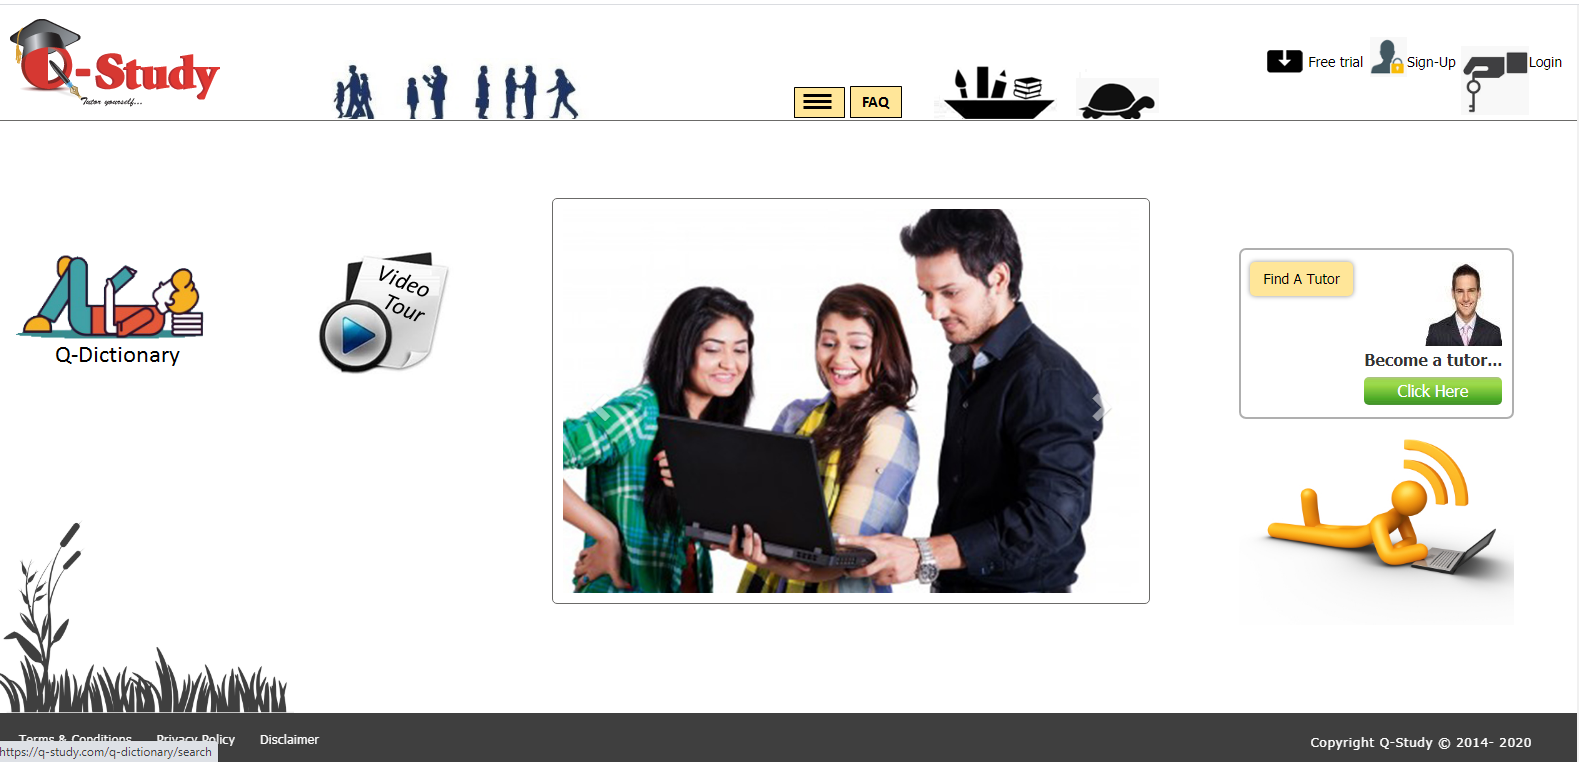 Q-Study
Tutor yourself...
FAQ
Free trial
Sign-Up
Login
Q-Dictionary
Video
Tour
Find A Tutor
Become a tutor...
Click Here
Terms & Conditions
Privacy Policy
Disclaimer
https://q-study.com/q-dictionary/search
Copyright Q-Study © 2014- 2020